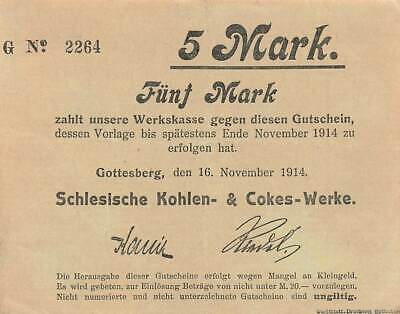 G № 2264
5 Mark.
Fünf Mark
zahlt unsere Werkskasse gegen diesen Gutschein,
dessen Vorlage bis spätestens Ende November 1914 zu
erfolgen hat.
Gottesberg, den 16. November 1914.
Schlesische Kohlen- & Cokes-Werke.
Die Herausgabe dieser Gutscheine erfolgt wegen Mangel an Kleingeld.
Es wird gebeten, zur Einlösung Beträge von nicht unter M. 20.— vorzulegen.
Nicht numerierte und nicht unterzeichnete Gutscheine sind ungiltig.